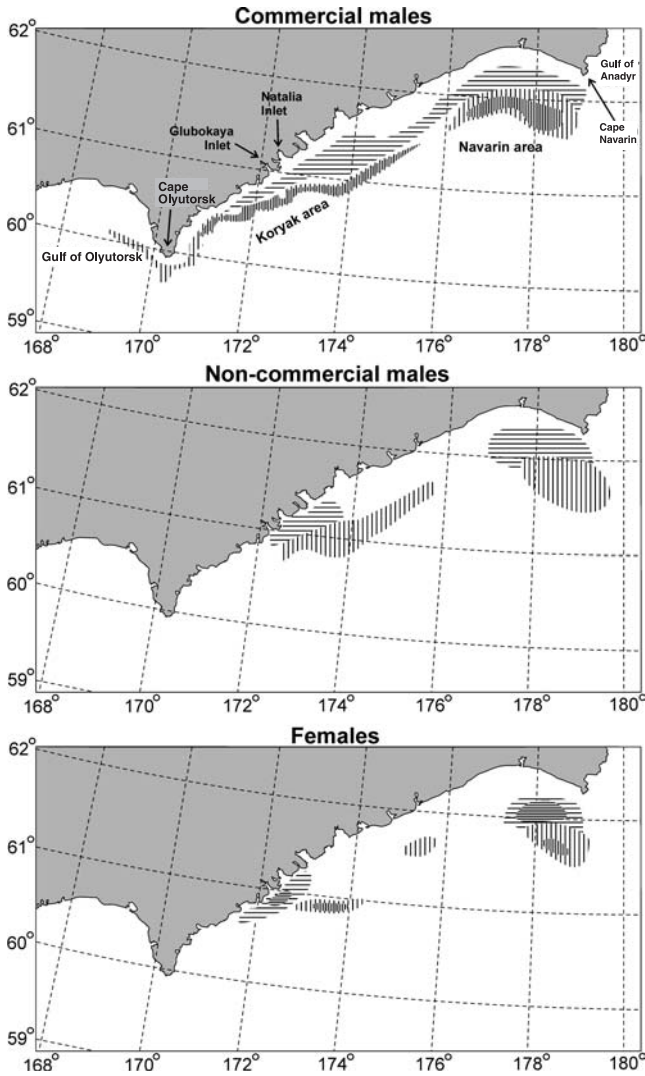 Commercial males
62°
61°
60°
59°
Gulf of
Anadyr
Natalia
Inlet
Glubokaya
Inlet
Cape
Navarin
Navarin area
Cape
Olyutorsk
Koryak area
Gulf of Olyutorsk
168° 170° 172° 174° 176° 178° 180°
Non-commercial males
62°
61°
60°
59°
168° 170° 172° 174° 176° 178° 180°
Females
62°
61°
60°
59°
168° 170° 172° 174° 176° 178° 180°